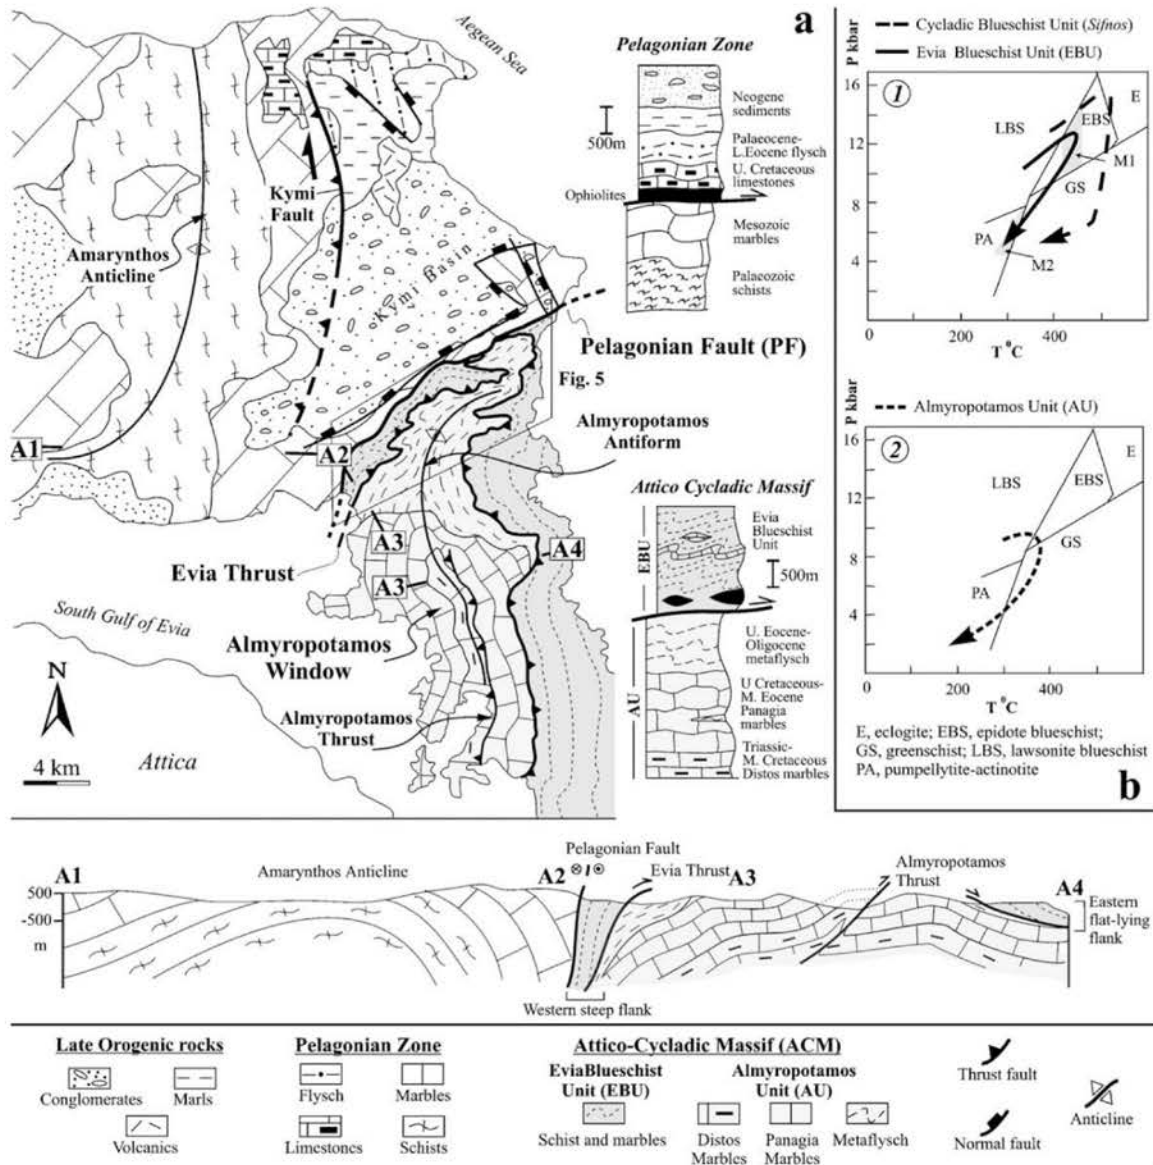 a
Aegean Sea
Kymi
Fault
Amarynthos
Anticline
Kymi Basin
Pelagonian Fault (PF)
Fig. 5
Almyropotamos
Antiform
A1
A2
A3
A3
A4
Evia Thrust
South Gulf of Evia
Almyropotamos
Window
Almyropotamos
Thrust
N
4 km
Attica
Pelagonian Zone
500m
Neogene
sediments
Palaeocene-
L.Eocene flysch
U. Cretaceous
limestones
Ophiolites
Mesozoic
marbles
Palaeozoic
schists
Attico Cycladic Massif
EBU
Evia
Blueschist
Unit
500m
AU
U. Eocene-
Oligocene
metaflysch
U Cretaceous-
M. Eocene
Panagia
marbles
Triassic-
M. Cretaceous
Distos marbles
Cycladic Blueschist Unit (Sifnos)
Evia Blueschist Unit (EBU)
P kbar
1
16
12
8
4
0 200 400
T °C
LBS
EBS
E
M1
GS
PA
M2
Almyropotamos Unit (AU)
P kbar
2
16
12
8
4
0 200 400
T °C
LBS
EBS
E
GS
PA
E, eclogite; EBS, epidote blueschist;
GS, greenschist; LBS, lawsonite blueschist
PA, pumpellytite-actinotite
b
A1
Amarynthos Anticline
Pelagonian Fault
A2
Evia Thrust
A3
Almyropotamos
Thrust
A4
500
-500
m
Eastern
flat-lying
flank
Western steep flank
Late Orogenic rocks
Conglomerates
Marls
Volcanics
Pelagonian Zone
Flysch
Marbles
Limestones
Schists
Attico-Cycladic Massif (ACM)
EviaBlueschist
Unit (EBU)
Schist and marbles
Almyropotamos
Unit (AU)
Distos
Marbles
Panagia
Marbles
Metaflysch
Thrust fault
Normal fault
Anticline